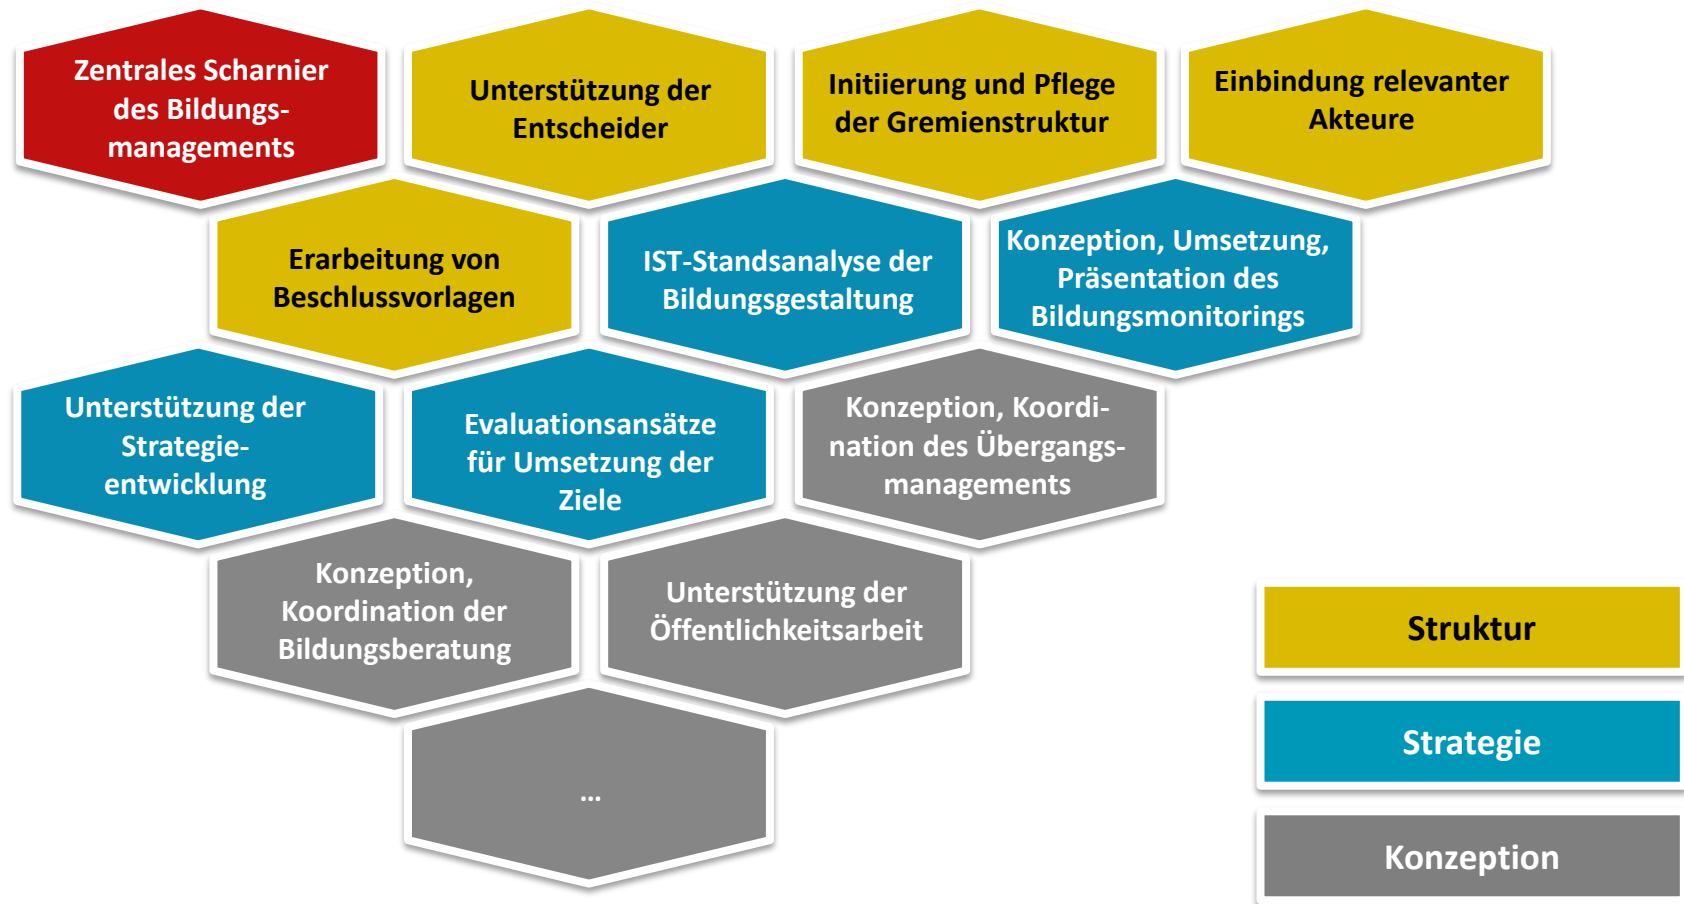 Zentrales Scharnier
des Bildungs-
managements
Unterstützung der
Entscheider
Initiierung und Pflege
der Gremienstruktur
Einbindung relevanter
Akteure
Erarbeitung von
Beschlussvorlagen
IST-Standsanalyse der
Bildungsgestaltung
Konzeption, Umsetzung,
Präsentation des
Bildungsmonitorings
Unterstützung der
Strategie-
entwicklung
Evaluationsansätze
für Umsetzung der
Ziele
Konzeption, Koordi-
nation des Übergangs-
managements
Konzeption,
Koordination der
Bildungsberatung
Unterstützung der
Öffentlichkeitsarbeit
...
Struktur
Strategie
Konzeption